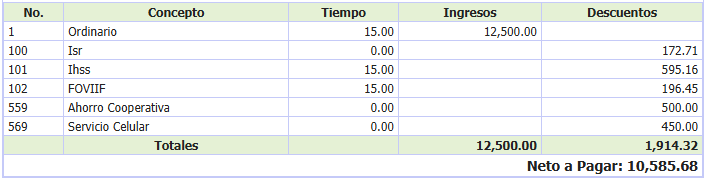 No. Concepto Tiempo Ingresos Descuentos
1 Ordinario 15.00 12,500.00
100 Isr 0.00 172.71
101 Ihss 15.00 595.16
102 FOVIIF 15.00 196.45
559 Ahorro Cooperativa 0.00 500.00
569 Servicio Celular 0.00 450.00
Totales 12,500.00 1,914.32
Neto a Pagar: 10,585.68